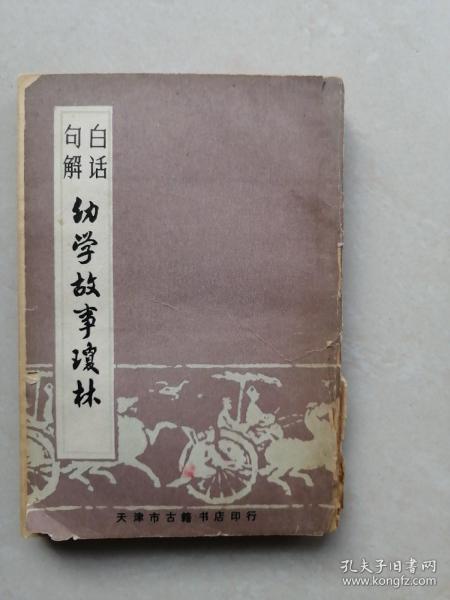 白话
句解
幼学故事琼林
天津市古籍书店印行
孔夫子旧书网
www.kongfz.com